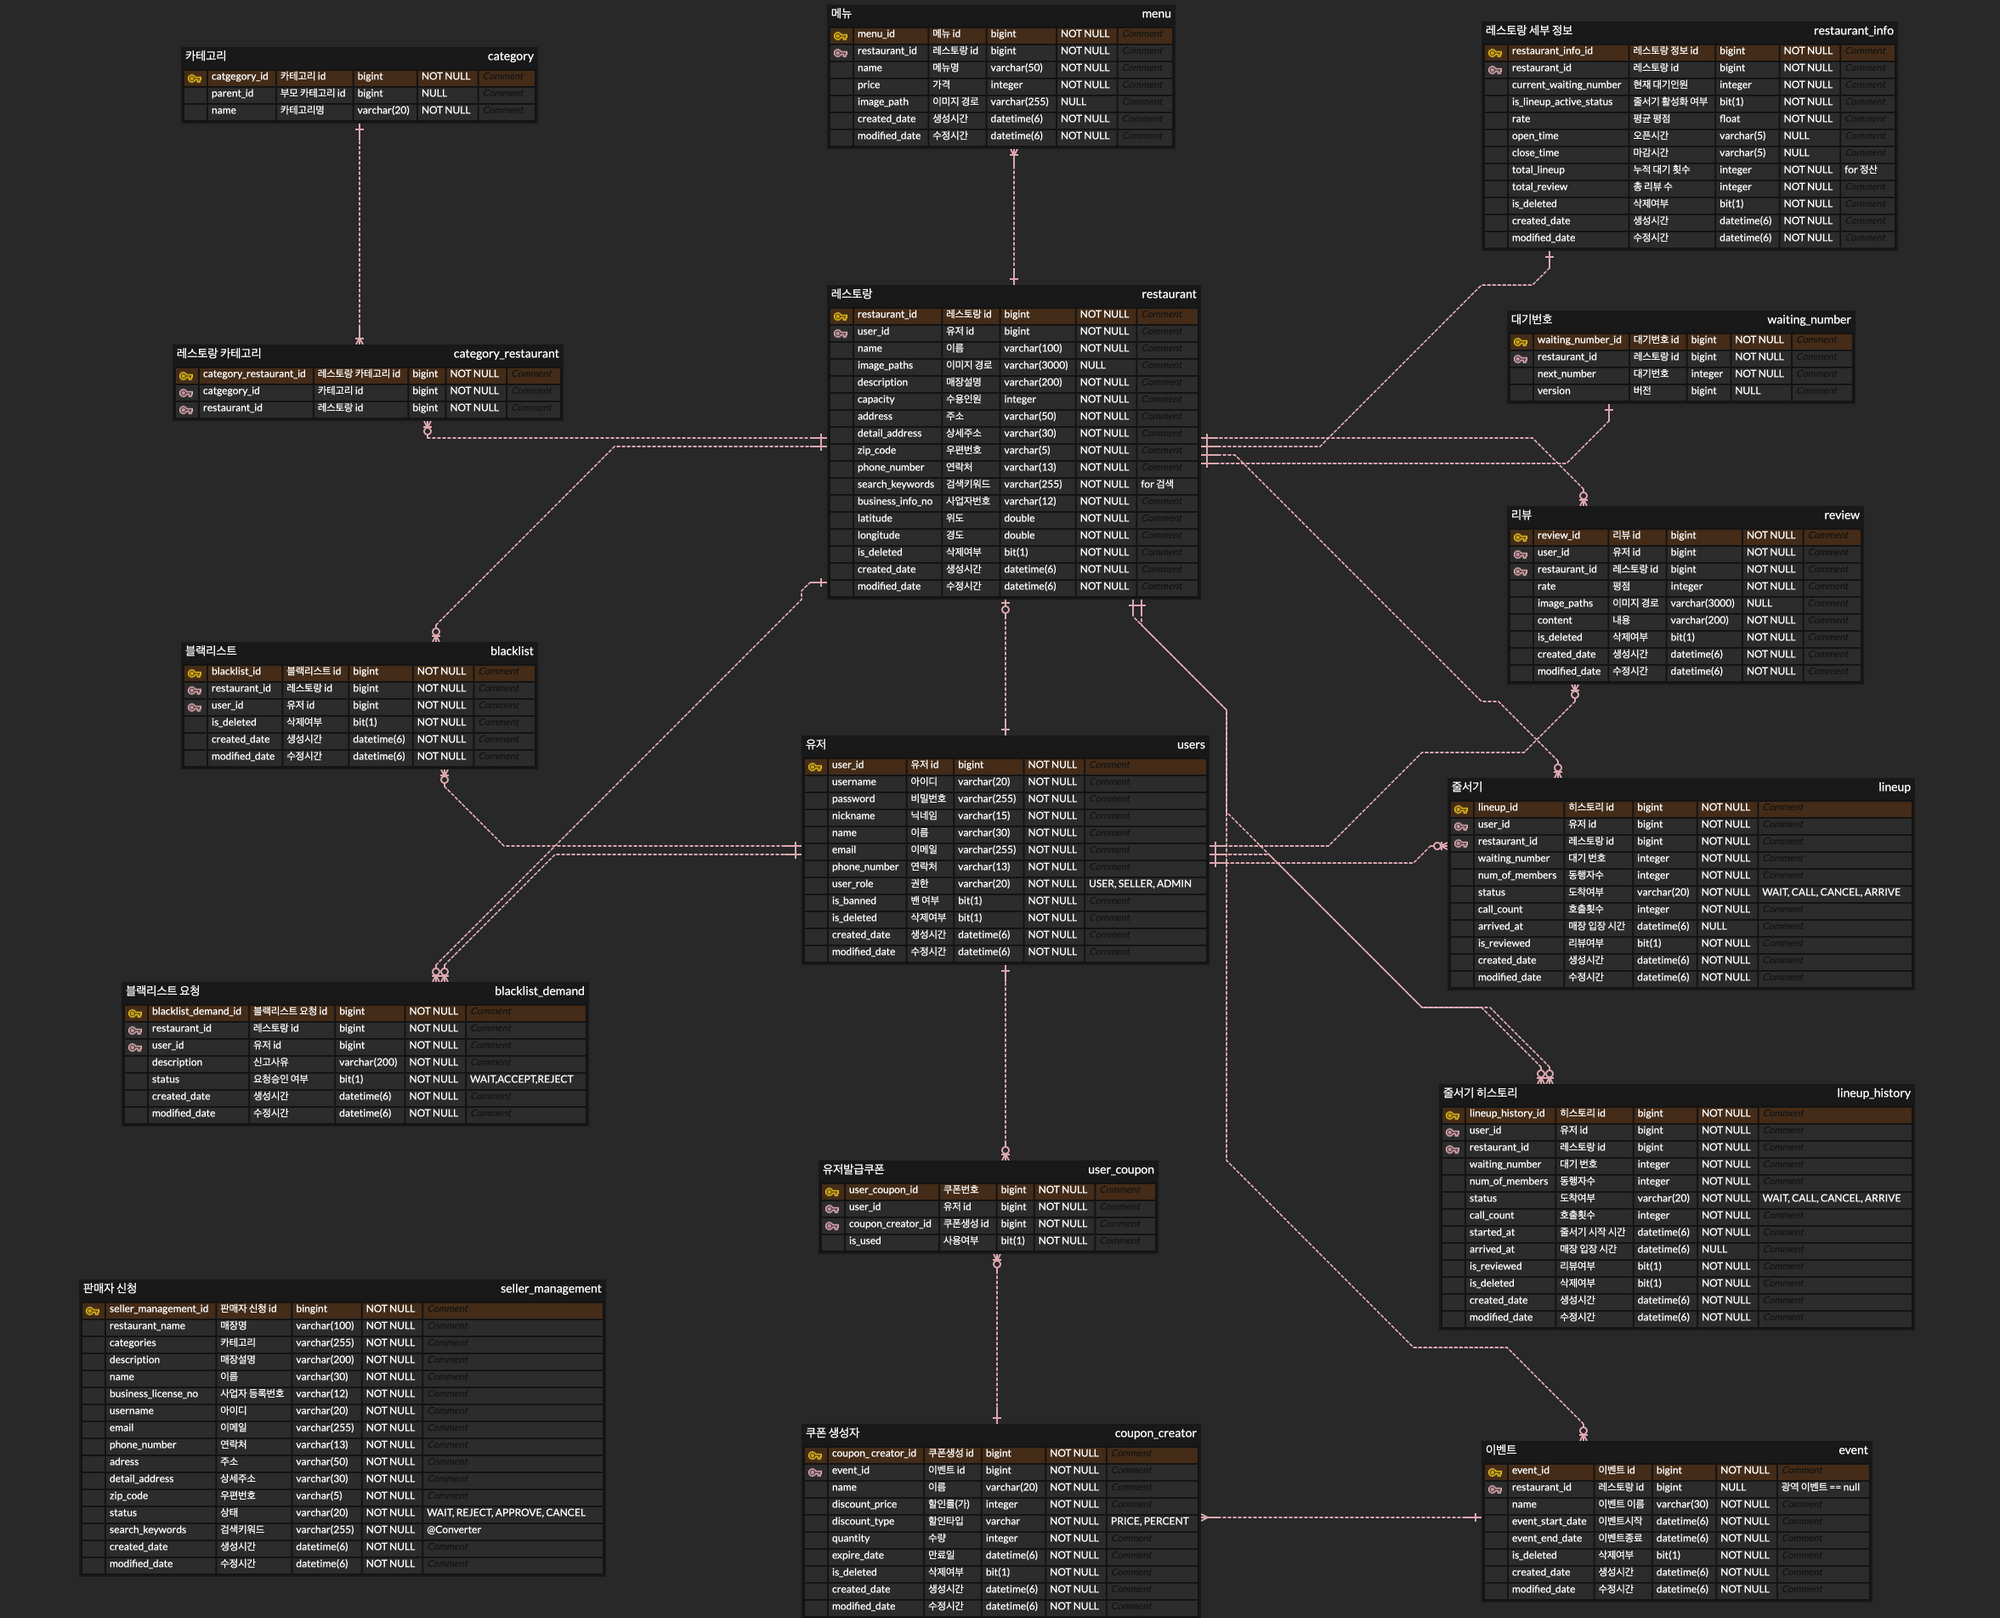 카테고리 category
catgegory_id 카테고리 id bigint NOT NULL Comment
parent_id 부모 카테고리 id bigint NULL Comment
name 카테고리명 varchar(20) NOT NULL Comment
메뉴 menu
menu_id 메뉴 id bigint NOT NULL Comment
restaurant_id 레스토랑 id bigint NOT NULL Comment
name 메뉴명 varchar(50) NOT NULL Comment
price 가격 integer NOT NULL Comment
image_path 이미지 경로 varchar(255) NULL Comment
created_date 생성시간 datetime(6) NOT NULL Comment
modified_date 수정시간 datetime(6) NOT NULL Comment
레스토랑 세부 정보 restaurant_info
restaurant_info_id 레스토랑 정보 id bigint NOT NULL Comment
restaurant_id 레스토랑 id bigint NOT NULL Comment
current_waiting_number 현재 대기인원 integer NOT NULL Comment
is_lineup_active_status 줄서기 활성화 여부 bit(1) NOT NULL Comment
rate 평균 평점 float NOT NULL Comment
open_time 오픈시간 varchar(5) NULL Comment
close_time 마감시간 varchar(5) NULL Comment
total_lineup 누적 대기 횟수 integer NOT NULL for 정산
total_review 총 리뷰 수 integer NOT NULL Comment
is_deleted 삭제여부 bit(1) NOT NULL Comment
created_date 생성시간 datetime(6) NOT NULL Comment
modified_date 수정시간 datetime(6) NOT NULL Comment
레스토랑 카테고리 category_restaurant
category_restaurant_id 레스토랑 카테고리 id bigint NOT NULL Comment
catgegory_id 카테고리 id bigint NOT NULL Comment
restaurant_id 레스토랑 id bigint NOT NULL Comment
레스토랑 restaurant
restaurant_id 레스토랑 id bigint NOT NULL Comment
user_id 유저 id bigint NOT NULL Comment
name 이름 varchar(100) NOT NULL Comment
image_paths 이미지 경로 varchar(3000) NULL Comment
description 매장설명 varchar(200) NOT NULL Comment
capacity 수용인원 integer NOT NULL Comment
address 주소 varchar(50) NOT NULL Comment
detail_address 상세주소 varchar(30) NOT NULL Comment
zip_code 우편번호 varchar(5) NOT NULL Comment
phone_number 연락처 varchar(13) NOT NULL Comment
search_keywords 검색키워드 varchar(255) NOT NULL for 검색
business_info_no 사업자번호 varchar(12) NOT NULL Comment
latitude 위도 double NOT NULL Comment
longitude 경도 double NOT NULL Comment
is_deleted 삭제여부 bit(1) NOT NULL Comment
created_date 생성시간 datetime(6) NOT NULL Comment
modified_date 수정시간 datetime(6) NOT NULL Comment
대기번호 waiting_number
waiting_number_id 대기번호 id bigint NOT NULL Comment
restaurant_id 레스토랑 id bigint NOT NULL Comment
next_number 대기번호 integer NOT NULL Comment
version 버전 bigint NULL Comment
리뷰 review
review_id 리뷰 id bigint NOT NULL Comment
user_id 유저 id bigint NOT NULL Comment
restaurant_id 레스토랑 id bigint NOT NULL Comment
rate 평점 integer NOT NULL Comment
image_paths 이미지 경로 varchar(3000) NULL Comment
content 내용 varchar(200) NOT NULL Comment
is_deleted 삭제여부 bit(1) NOT NULL Comment
created_date 생성시간 datetime(6) NOT NULL Comment
modified_date 수정시간 datetime(6) NOT NULL Comment
블랙리스트 blacklist
blacklist_id 블랙리스트 id bigint NOT NULL Comment
restaurant_id 레스토랑 id bigint NOT NULL Comment
user_id 유저 id bigint NOT NULL Comment
is_deleted 삭제여부 bit(1) NOT NULL Comment
created_date 생성시간 datetime(6) NOT NULL Comment
modified_date 수정시간 datetime(6) NOT NULL Comment
유저 users
user_id 유저 id bigint NOT NULL Comment
username 아이디 varchar(20) NOT NULL Comment
password 비밀번호 varchar(255) NOT NULL Comment
nickname 닉네임 varchar(15) NOT NULL Comment
name 이름 varchar(30) NOT NULL Comment
email 이메일 varchar(255) NOT NULL Comment
phone_number 연락처 varchar(13) NOT NULL Comment
user_role 권한 varchar(20) NOT NULL USER, SELLER, ADMIN
is_banned 밴 여부 bit(1) NOT NULL Comment
is_deleted 삭제여부 bit(1) NOT NULL Comment
created_date 생성시간 datetime(6) NOT NULL Comment
modified_date 수정시간 datetime(6) NOT NULL Comment
줄서기 lineup
lineup_id 히스토리 id bigint NOT NULL Comment
user_id 유저 id bigint NOT NULL Comment
restaurant_id 레스토랑 id bigint NOT NULL Comment
waiting_number 대기 번호 integer NOT NULL Comment
num_of_members 동행자수 integer NOT NULL Comment
status 도착여부 varchar(20) NOT NULL WAIT, CALL, CANCEL, ARRIVE
call_count 호출횟수 integer NOT NULL Comment
arrived_at 매장 입장 시간 datetime(6) NULL Comment
is_reviewed 리뷰여부 bit(1) NOT NULL Comment
created_date 생성시간 datetime(6) NOT NULL Comment
modified_date 수정시간 datetime(6) NOT NULL Comment
블랙리스트 요청 blacklist_demand
blacklist_demand_id 블랙리스트 요청 id bigint NOT NULL Comment
restaurant_id 레스토랑 id bigint NOT NULL Comment
user_id 유저 id bigint NOT NULL Comment
description 신고사유 varchar(200) NOT NULL Comment
status 요청승인 여부 bit(1) NOT NULL WAIT,ACCEPT,REJECT
created_date 생성시간 datetime(6) NOT NULL Comment
modified_date 수정시간 datetime(6) NOT NULL Comment
줄서기 히스토리 lineup_history
lineup_history_id 히스토리 id bigint NOT NULL Comment
user_id 유저 id bigint NOT NULL Comment
restaurant_id 레스토랑 id bigint NOT NULL Comment
waiting_number 대기 번호 integer NOT NULL Comment
num_of_members 동행자수 integer NOT NULL Comment
status 도착여부 varchar(20) NOT NULL WAIT, CALL, CANCEL, ARRIVE
call_count 호출횟수 integer NOT NULL Comment
started_at 줄서기 시작 시간 datetime(6) NOT NULL Comment
arrived_at 매장 입장 시간 datetime(6) NULL Comment
is_reviewed 리뷰여부 bit(1) NOT NULL Comment
is_deleted 삭제여부 bit(1) NOT NULL Comment
created_date 생성시간 datetime(6) NOT NULL Comment
modified_date 수정시간 datetime(6) NOT NULL Comment
유저발급쿠폰 user_coupon
user_coupon_id 쿠폰번호 bigint NOT NULL Comment
user_id 유저 id bigint NOT NULL Comment
coupon_creator_id 쿠폰생성 id bigint NOT NULL Comment
is_used 사용여부 bit(1) NOT NULL Comment
판매자 신청 seller_management
seller_management_id 판매자 신청 id bingint NOT NULL Comment
restaurant_name 매장명 varchar(100) NOT NULL Comment
categories 카테고리 varchar(255) NOT NULL Comment
description 매장설명 varchar(200) NOT NULL Comment
name 이름 varchar(30) NOT NULL Comment
business_license_no 사업자 등록번호 varchar(12) NOT NULL Comment
username 아이디 varchar(20) NOT NULL Comment
email 이메일 varchar(255) NOT NULL Comment
phone_number 연락처 varchar(13) NOT NULL Comment
adress 주소 varchar(50) NOT NULL Comment
detail_address 상세주소 varchar(30) NOT NULL Comment
zip_code 우편번호 varchar(5) NOT NULL Comment
status 상태 varchar(20) NOT NULL WAIT, REJECT, APPROVE, CANCEL
search_keywords 검색키워드 varchar(255) NOT NULL @Converter
created_date 생성시간 datetime(6) NOT NULL Comment
modified_date 수정시간 datetime(6) NOT NULL Comment
쿠폰 생성자 coupon_creator
coupon_creator_id 쿠폰생성 id bigint NOT NULL Comment
event_id 이벤트 id bigint NOT NULL Comment
name 이름 varchar(20) NOT NULL Comment
discount_price 할인률(가) integer NOT NULL Comment
discount_type 할인타입 varchar NOT NULL PRICE, PERCENT
quantity 수량 integer NOT NULL Comment
expire_date 만료일 datetime(6) NOT NULL Comment
is_deleted 삭제여부 bit(1) NOT NULL Comment
created_date 생성시간 datetime(6) NOT NULL Comment
modified_date 수정시간 datetime(6) NOT NULL Comment
이벤트 event
event_id 이벤트 id bigint NOT NULL Comment
restaurant_id 레스토랑 id bigint NULL 광역 이벤트 == null
name 이벤트 이름 varchar(30) NOT NULL Comment
event_start_date 이벤트시작 datetime(6) NOT NULL Comment
event_end_date 이벤트종료 datetime(6) NOT NULL Comment
is_deleted 삭제여부 bit(1) NOT NULL Comment
created_date 생성시간 datetime(6) NOT NULL Comment
modified_date 수정시간 datetime(6) NOT NULL Comment